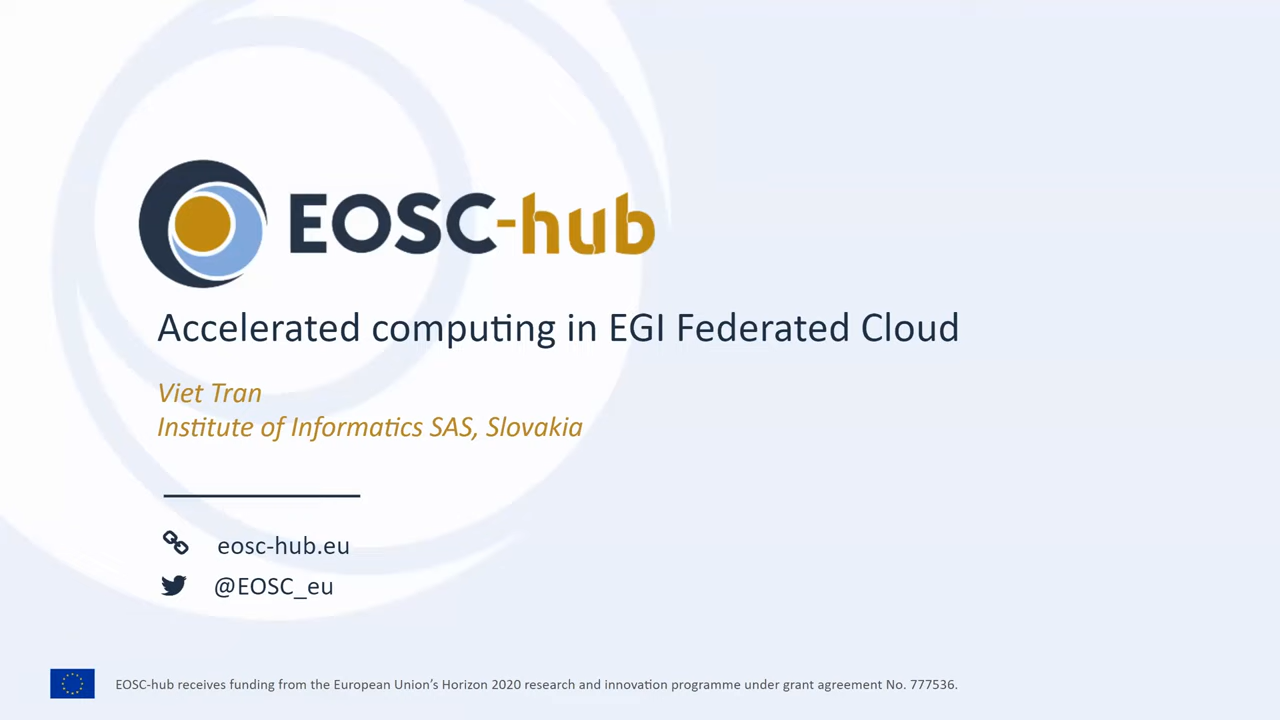 EOSC-hub
Accelerated computing in EGI Federated Cloud
Viet Tran
Institute of Informatics SAS, Slovakia
eosc-hub.eu
@EOSC_eu
EOSC-hub receives funding from the European Union’s Horizon 2020 research and innovation programme under grant agreement No. 777536.